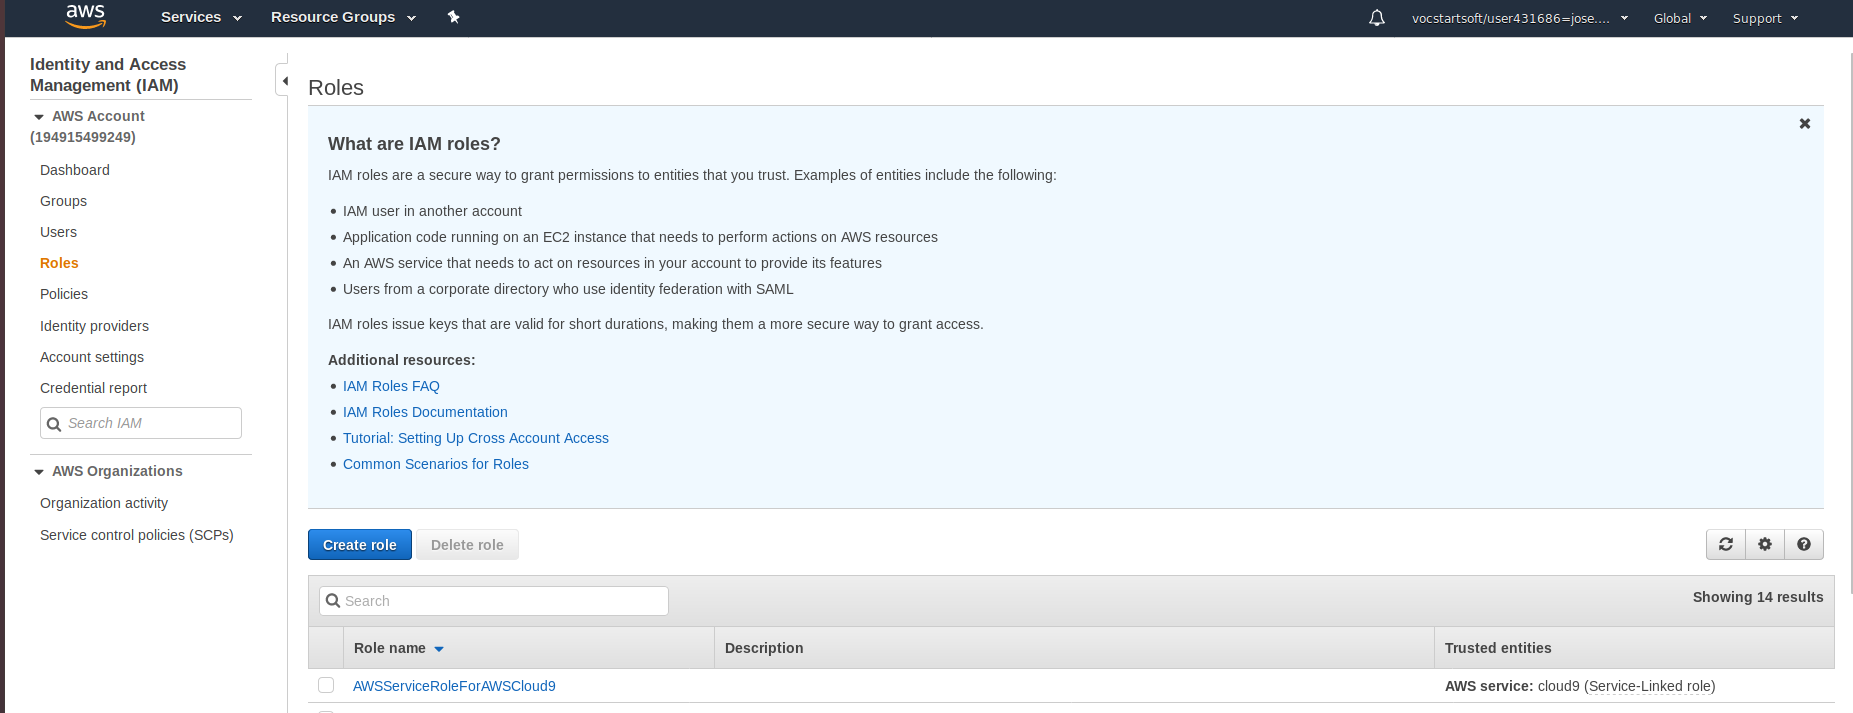 aws
Services
Resource Groups
vocstartsoft/user431686=jose....
Global
Support
Identity and Access
Management (IAM)
AWS Account
(194915499249)
Dashboard
Groups
Users
Roles
Policies
Identity providers
Account settings
Credential report
Search IAM
AWS Organizations
Organization activity
Service control policies (SCPs)
Roles
What are IAM roles?
IAM roles are a secure way to grant permissions to entities that you trust. Examples of entities include the following:
IAM user in another account
Application code running on an EC2 instance that needs to perform actions on AWS resources
An AWS service that needs to act on resources in your account to provide its features
Users from a corporate directory who use identity federation with SAML
IAM roles issue keys that are valid for short durations, making them a more secure way to grant access.
Additional resources:
IAM Roles FAQ
IAM Roles Documentation
Tutorial: Setting Up Cross Account Access
Common Scenarios for Roles
Create role
Delete role
Search
Showing 14 results
Role name
Description
Trusted entities
AWSServiceRoleForAWSCloud9
AWS service: cloud9 (Service-Linked role)